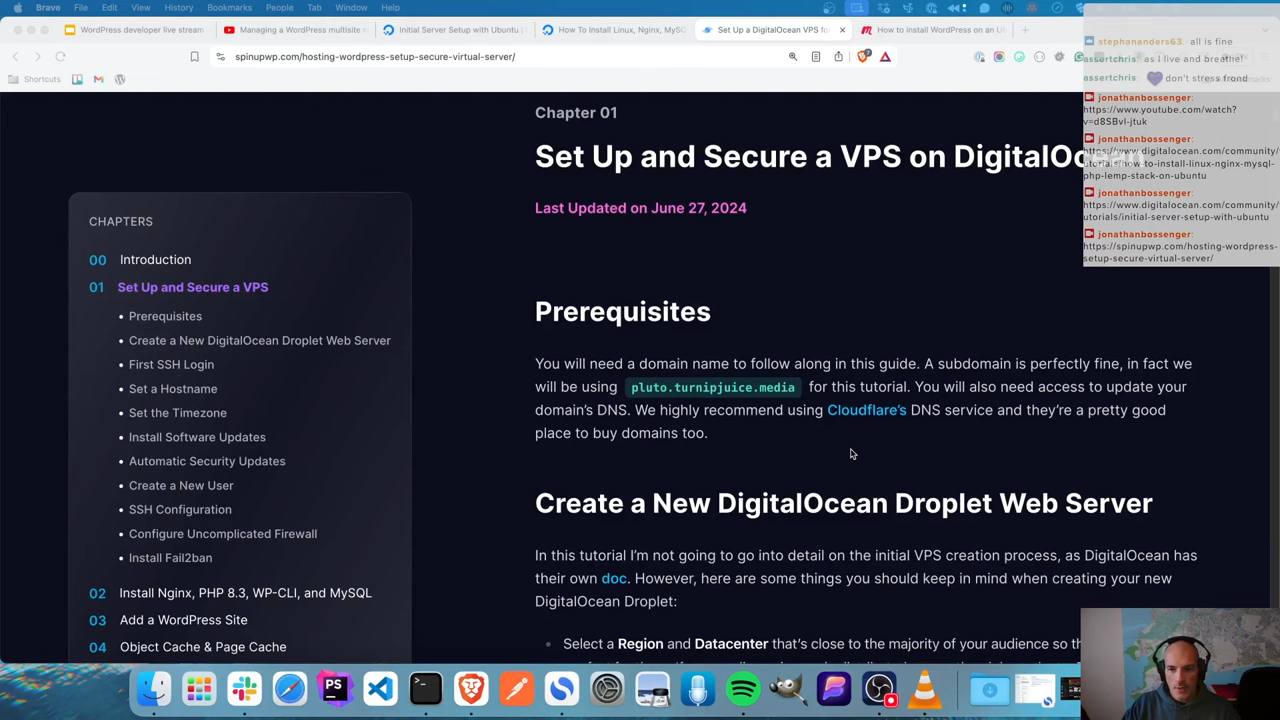 Brave File Edit View History Bookmarks People Tab Window Help
WordPress developer live stream
Managing a WordPress multisite n
Initial Server Setup with Ubuntu |
How To Install Linux, Nginx, MySQ
Set Up a DigitalOcean VPS for
How to install WordPress on an U
spinupwp.com/hosting-wordpress-setup-secure-virtual-server/
Shortcuts
stephananders63: all is fine
assertchris: as I live and breathe!
assertchris: don't stress friend
jonathanbossenger:
https://www.youtube.com/watch?
v=d8SBvl-jtuk
jonathanbossenger:
https://www.digitalocean.com/community/
how-to-install-linux-nginx-mysql-
php-lemp-stack-on-ubuntu
jonathanbossenger:
https://www.digitalocean.com/community/
utorials/initial-server-setup-with-ubuntu
jonathanbossenger:
https://spinupwp.com/hosting-wordpress-
setup-secure-virtual-server/
CHAPTERS
00 Introduction
01 Set Up and Secure a VPS
• Prerequisites
• Create a New DigitalOcean Droplet Web Server
• First SSH Login
• Set a Hostname
• Set the Timezone
• Install Software Updates
• Automatic Security Updates
• Create a New User
• SSH Configuration
• Configure Uncomplicated Firewall
• Install Fail2ban
02 Install Nginx, PHP 8.3, WP-CLI, and MySQL
03 Add a WordPress Site
04 Object Cache & Page Cache
Chapter 01
Set Up and Secure a VPS on DigitalOcean
Last Updated on June 27, 2024
Prerequisites
You will need a domain name to follow along in this guide. A subdomain is perfectly fine, in fact we
will be using pluto.turnipjuice.media for this tutorial. You will also need access to update your
domain's DNS. We highly recommend using Cloudflare's DNS service and they're a pretty good
place to buy domains too.
Create a New DigitalOcean Droplet Web Server
In this tutorial I'm not going to go into detail on the initial VPS creation process, as DigitalOcean has
their own doc. However, here are some things you should keep in mind when creating your new
DigitalOcean Droplet:
• Select a Region and Datacenter that's close to the majority of your audience so th